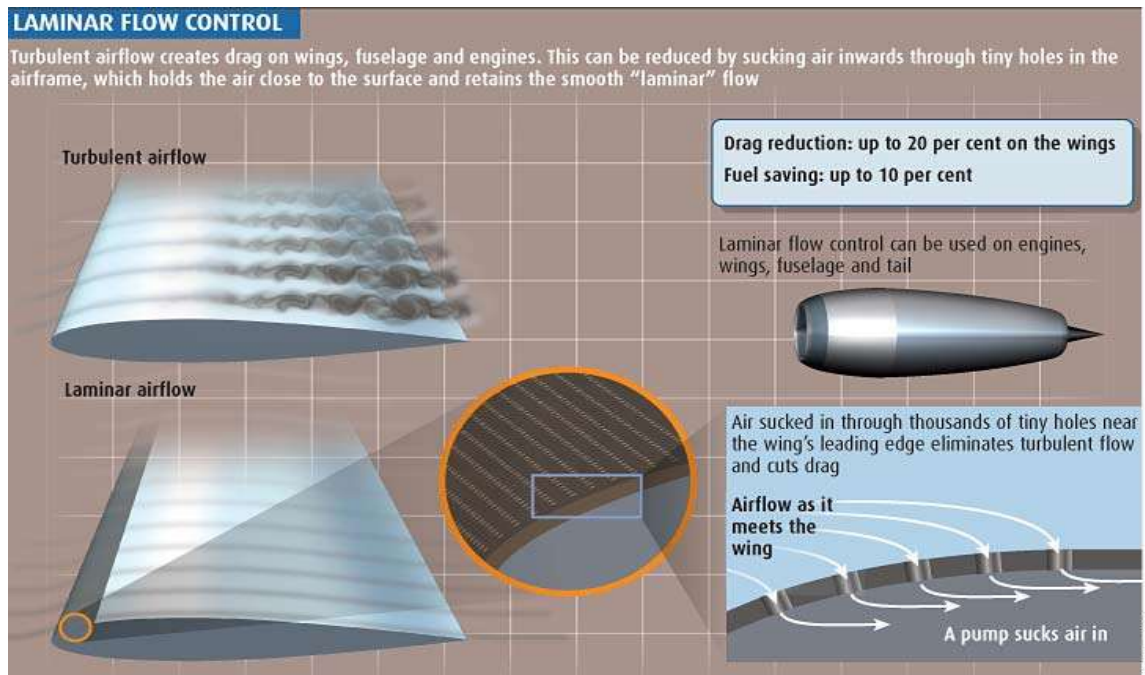 LAMINAR FLOW CONTROL
Turbulent airflow creates drag on wings, fuselage and engines. This can be reduced by sucking air inwards through tiny holes in the
airframe, which holds the air close to the surface and retains the smooth “laminar” flow
Turbulent airflow
Drag reduction: up to 20 per cent on the wings
Fuel saving: up to 10 per cent
Laminar flow control can be used on engines,
wings, fuselage and tail
Laminar airflow
Air sucked in through thousands of tiny holes near
the wing’s leading edge eliminates turbulent flow
and cuts drag
Airflow as it
meets the
wing
A pump sucks air in